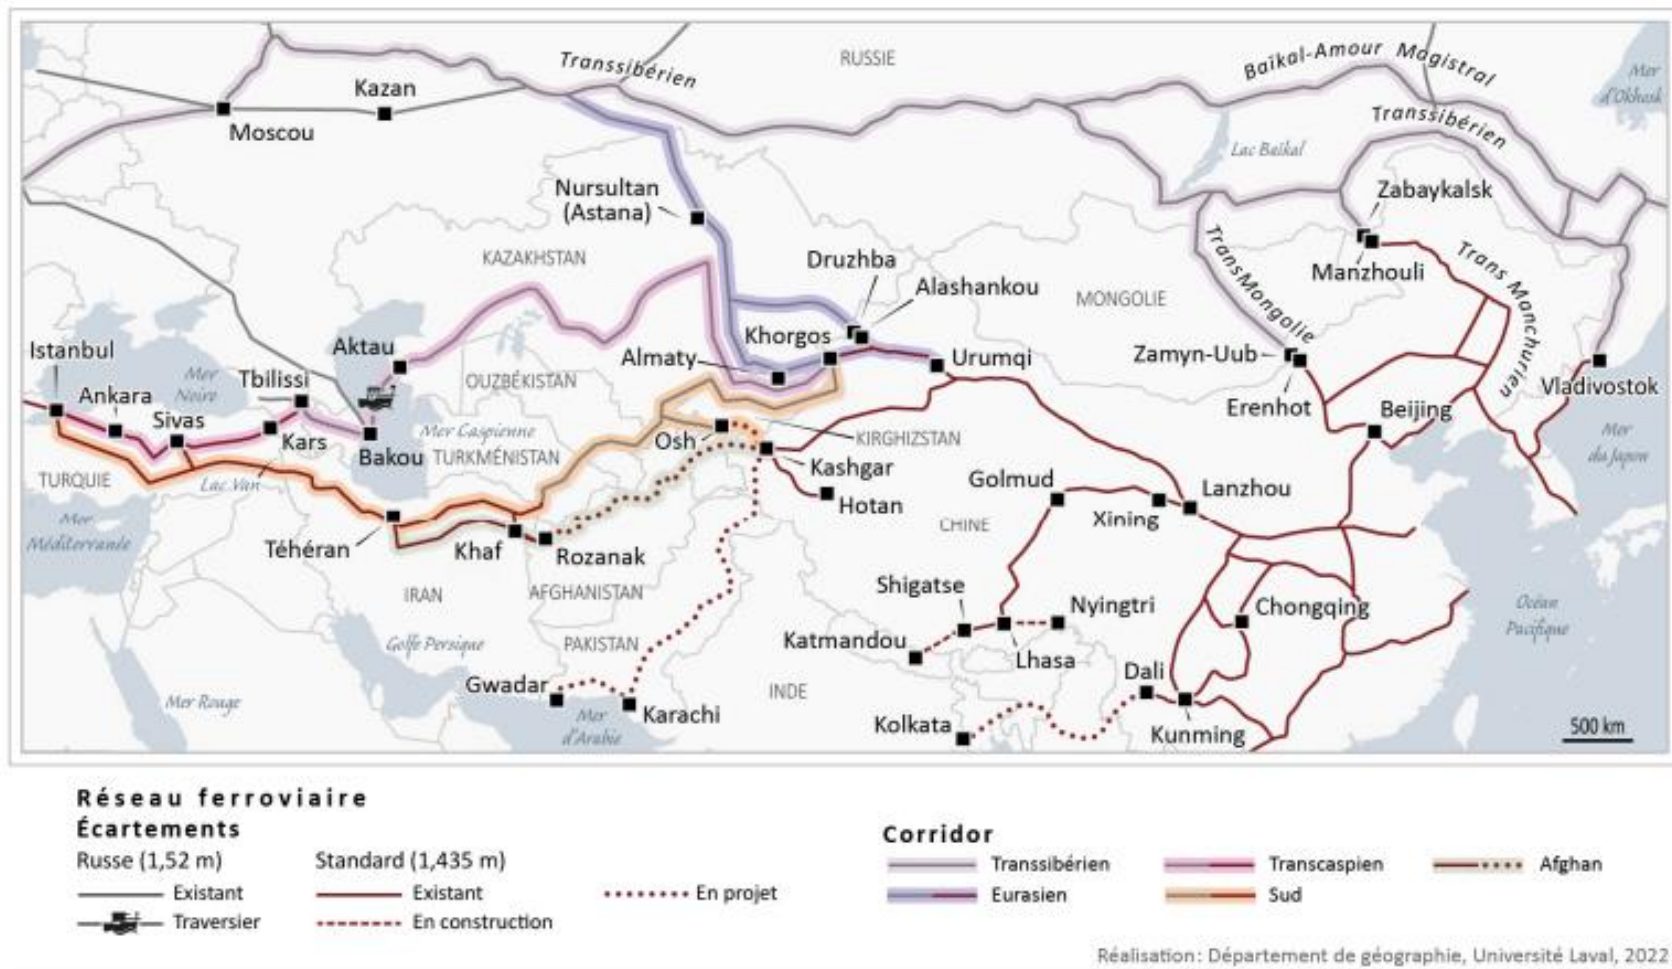 Transsibérien
RUSSIE
Baïkal-Amour Magistral
Mer
d'Okhosk
Kazan
Moscou
Transsibérien
Lac Baïkal
Nursultan
(Astana)
Zabaykalsk
KAZAKHSTAN
Druzhba
TransMongolie
Trans Manchurien
Manzhouli
Alashankou
MONGOLIE
Istanbul
Aktau
Almaty
Khorgos
Urumqi
Zamyn-Uub
Mer
Noire
Tbilissi
OUZBÉKISTAN
Vladivostok
Ankara
Erenhot
Beijing
Sivas
Kars
Bakou
Mer Caspienne
Osh
KIRGHIZSTAN
Mer
du Japon
TURKMÉNISTAN
Kashgar
TURQUIE
Lac Van
Golmud
Lanzhou
Hotan
Mer
Méditerranée
CHINE
Xining
Téhéran
Khaf
Rozanak
IRAN
AFGHANISTAN
Shigatse
Nyingtri
Chongqing
Océan
Pacifique
Golfe Persique
PAKISTAN
Katmandou
Lhasa
Dali
Gwadar
INDE
Mer Rouge
Karachi
Mer
d'Arabie
Kolkata
Kunming
500 km
Réseau ferroviaire
Écartements
Russe (1,52 m)
Existant
Traversier
Standard (1,435 m)
Existant
En construction
En projet
Corridor
Transsibérien
Eurasien
Transcaspien
Sud
Afghan
Réalisation: Département de géographie, Université Laval, 2022